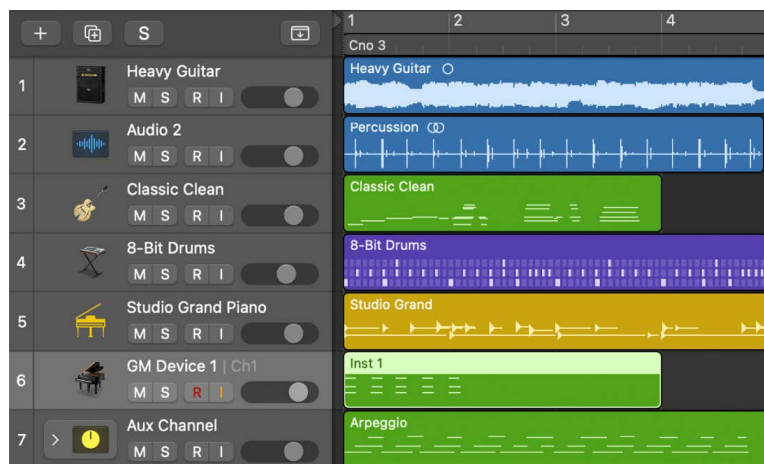 + S
1 2 3 4
Cno 3
1 Heavy Guitar
M S R I
Heavy Guitar
2 Audio 2
M S R I
Percussion
3 Classic Clean
M S R I
Classic Clean
4 8-Bit Drums
M S R I
8-Bit Drums
5 Studio Grand Piano
M S R I
Studio Grand
6 GM Device 1 | Ch1
M S R I
Inst 1
7 Aux Channel
M S R I
Arpeggio